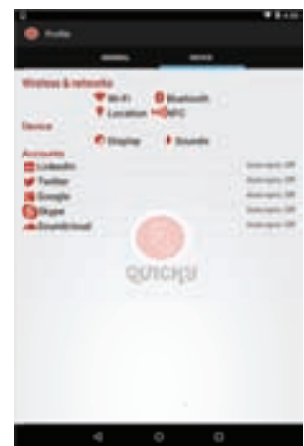 Profile
GENERAL DEVICE
Wireless & networks
Wi-Fi Bluetooth
Location NFC
Device
Display Sounds
Accounts
LinkedIn
Twitter
Google
Skype
Soundcloud
QUICKY